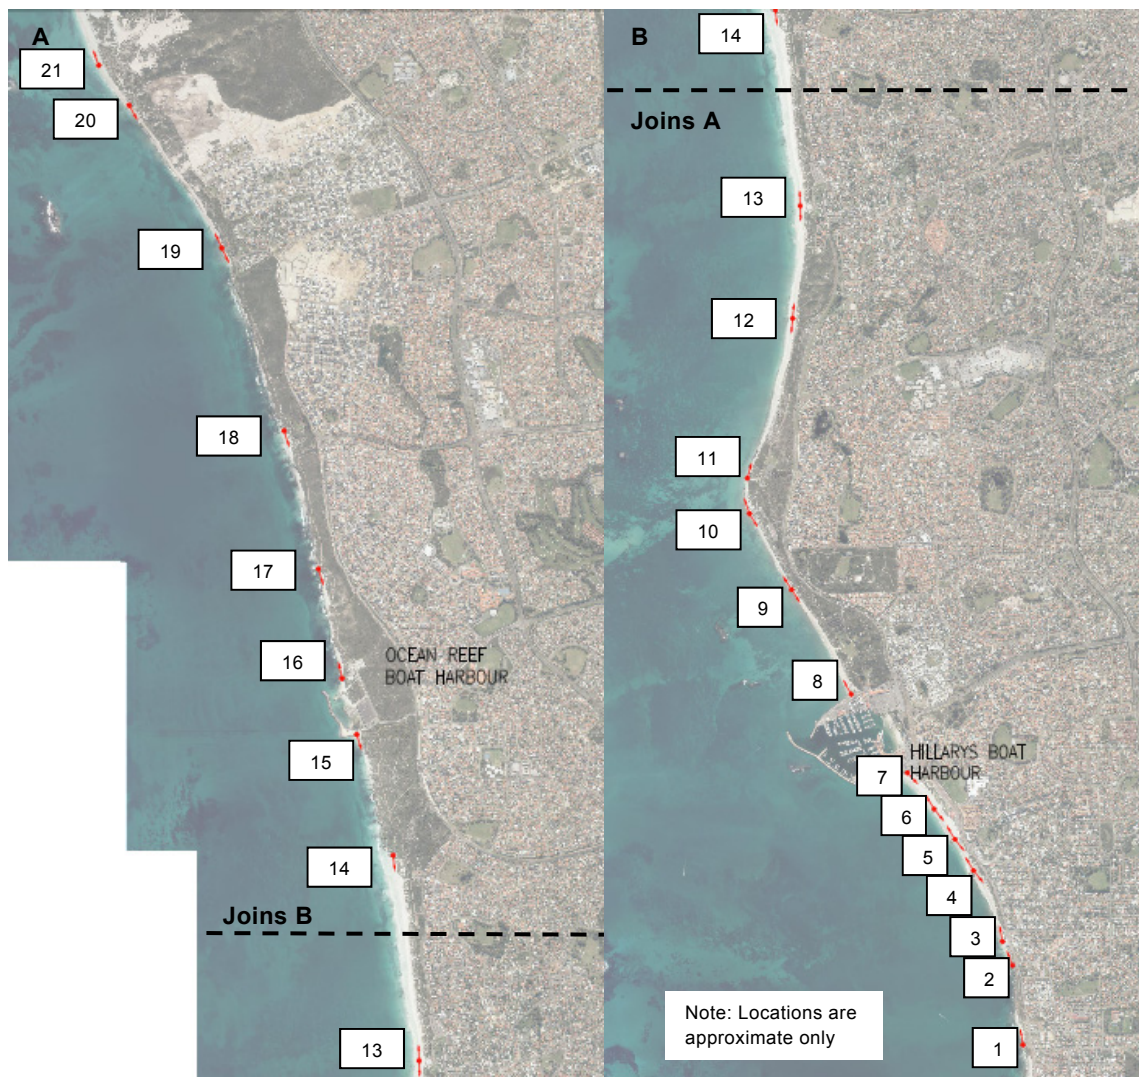 A
21
20
19
18
17
16
OCEAN REEF
BOAT HARBOUR
15
14
Joins B
13
B
14
Joins A
13
12
11
10
9
8
HILLARYS BOAT
HARBOUR
7
6
5
4
3
2
Note: Locations are
approximate only
1